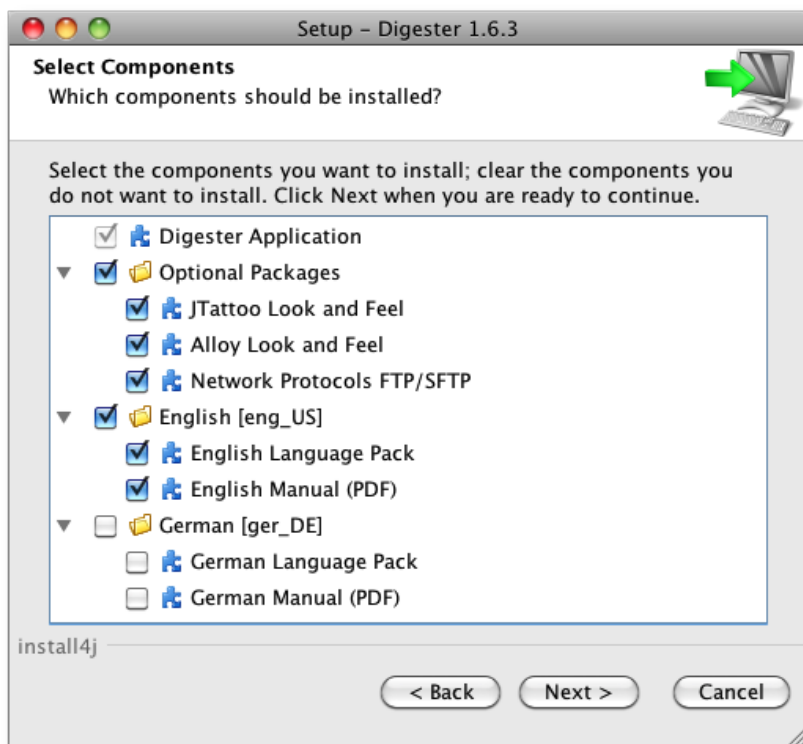 Setup – Digester 1.6.3
Select Components
Which components should be installed?
Select the components you want to install; clear the components you
do not want to install. Click Next when you are ready to continue.
Digester Application
Optional Packages
JTattoo Look and Feel
Alloy Look and Feel
Network Protocols FTP/SFTP
English [eng_US]
English Language Pack
English Manual (PDF)
German [ger_DE]
German Language Pack
German Manual (PDF)
install4j
< Back Next > Cancel